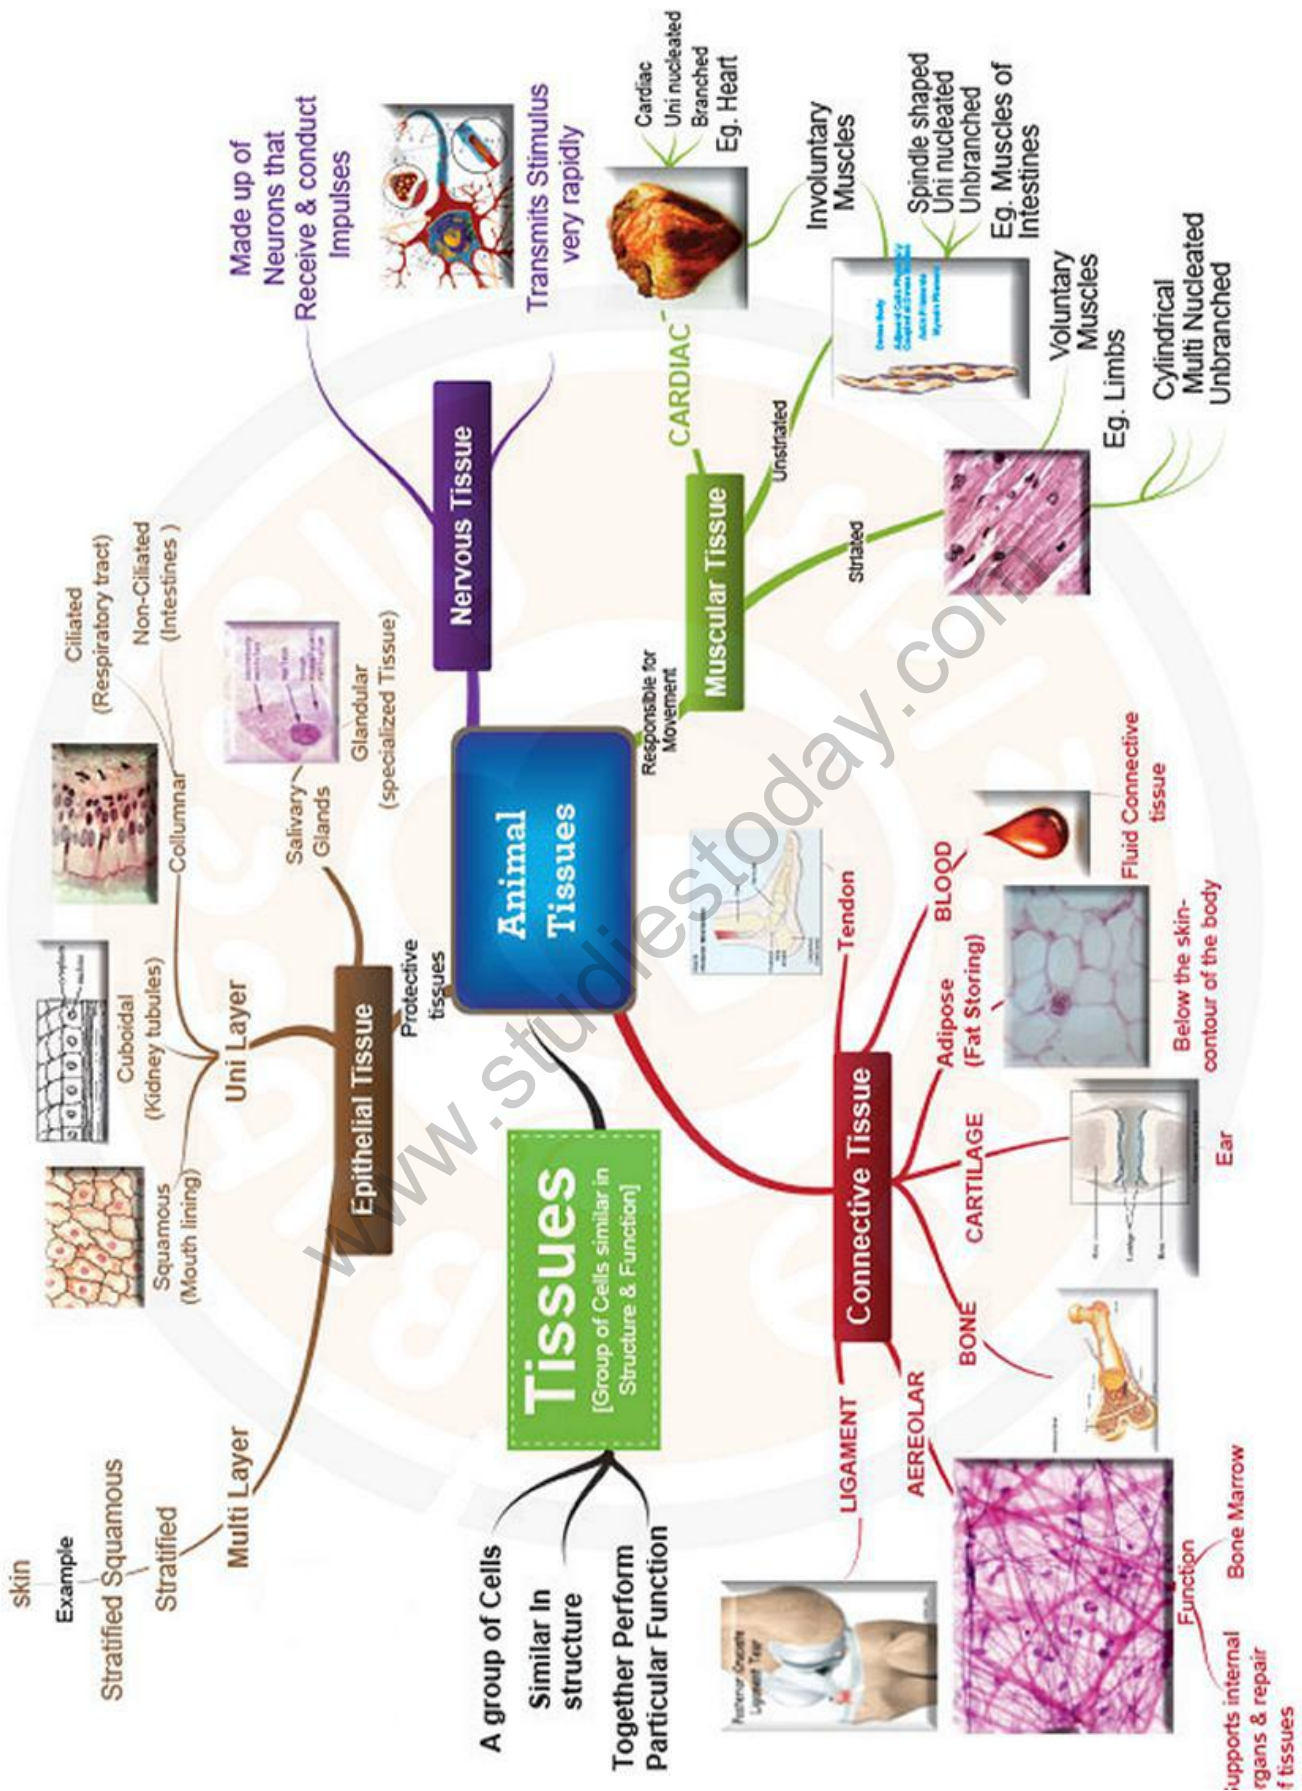 Tissues
[Group of Cells similar in
Structure & Function]
A group of Cells
Similar In
structure
Together Perform
Particular Function
Animal
Tissues
Protective
tissues
Epithelial Tissue
Multi Layer
Stratified
Stratified Squamous
Example
skin
Uni Layer
Squamous
(Mouth lining)
Cuboidal
(Kidney tubules)
Collumnar
Ciliated
(Respiratory tract)
Non-Ciliated
(Intestines )
Salivary
Glands
Glandular
(specialized Tissue)
Nervous Tissue
Made up of
Neurons that
Receive & conduct
Impulses
Transmits Stimulus
very rapidly
Responsible for
Movement
Muscular Tissue
CARDIAC
Cardiac
Uni nucleated
Branched
Eg. Heart
Involuntary
Muscles
Unstriated
Spindle shaped
Uni nucleated
Unbranched
Eg. Muscles of
Intestines
Striated
Voluntary
Muscles
Eg. Limbs
Cylindrical
Multi Nucleated
Unbranched
Connective Tissue
Tendon
BLOOD
Fluid Connective
tissue
Adipose
(Fat Storing)
Below the skin-
contour of the body
CARTILAGE
Ear
BONE
AEREOLAR
Function
Bone Marrow
Supports internal
rgans & repair
f tissues
LIGAMENT
Posterior Cruciate
Ligament Tear
www.studiestoday.com